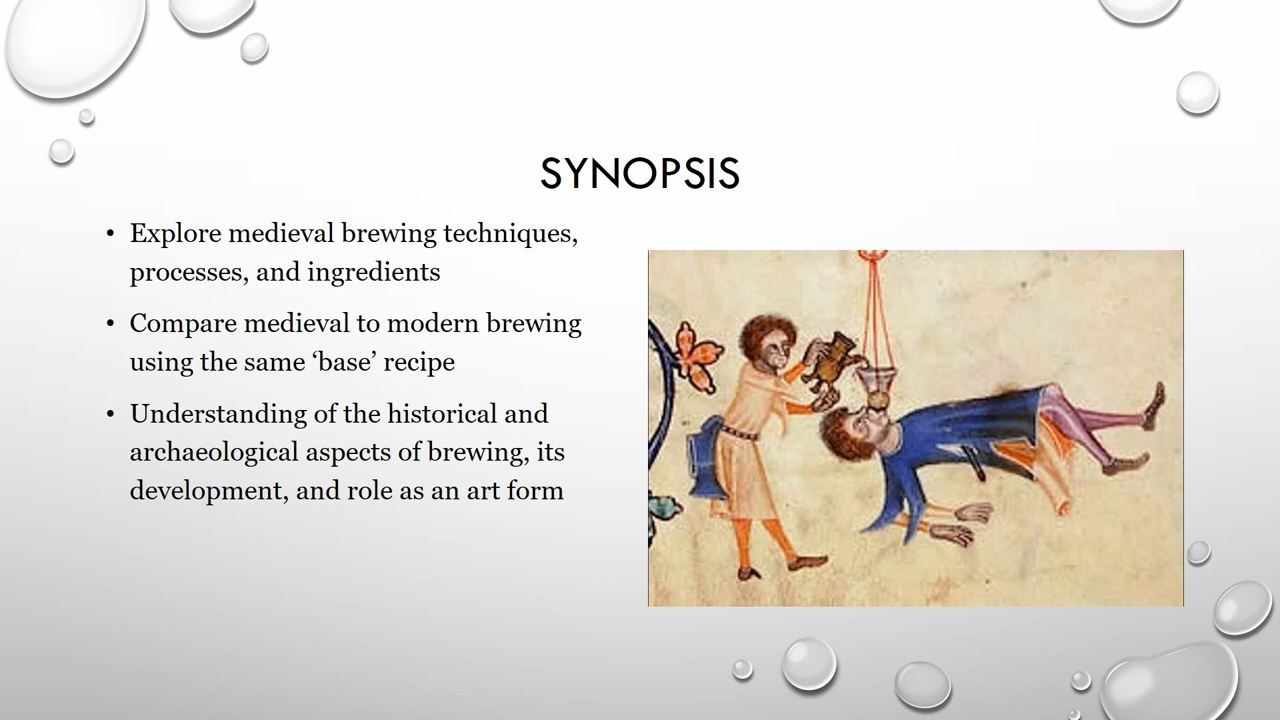 SYNOPSIS
• Explore medieval brewing techniques,
processes, and ingredients
• Compare medieval to modern brewing
using the same ‘base’ recipe
• Understanding of the historical and
archaeological aspects of brewing, its
development, and role as an art form